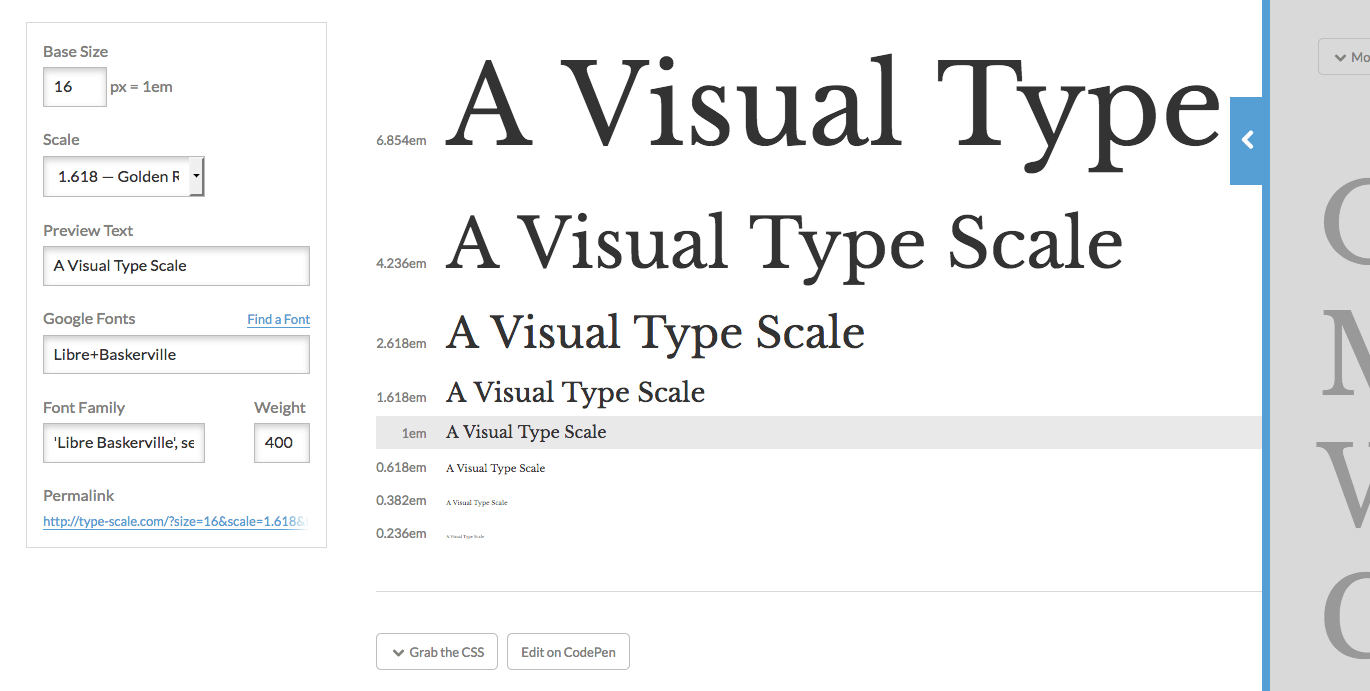 Base Size
16 px = 1em
Scale
1.618 — Golden R
Preview Text
A Visual Type Scale
Google Fonts Find a Font
Libre+Baskerville
Font Family Weight
'Libre Baskerville', se 400
Permalink
http://type-scale.com/?size=16&scale=1.618&
6.854em A Visual Type
4.236em A Visual Type Scale
2.618em A Visual Type Scale
1.618em A Visual Type Scale
1em A Visual Type Scale
0.618em A Visual Type Scale
0.382em A Visual Type Scale
0.236em A Visual Type Scale
Grab the CSS Edit on CodePen
Mo
M
W